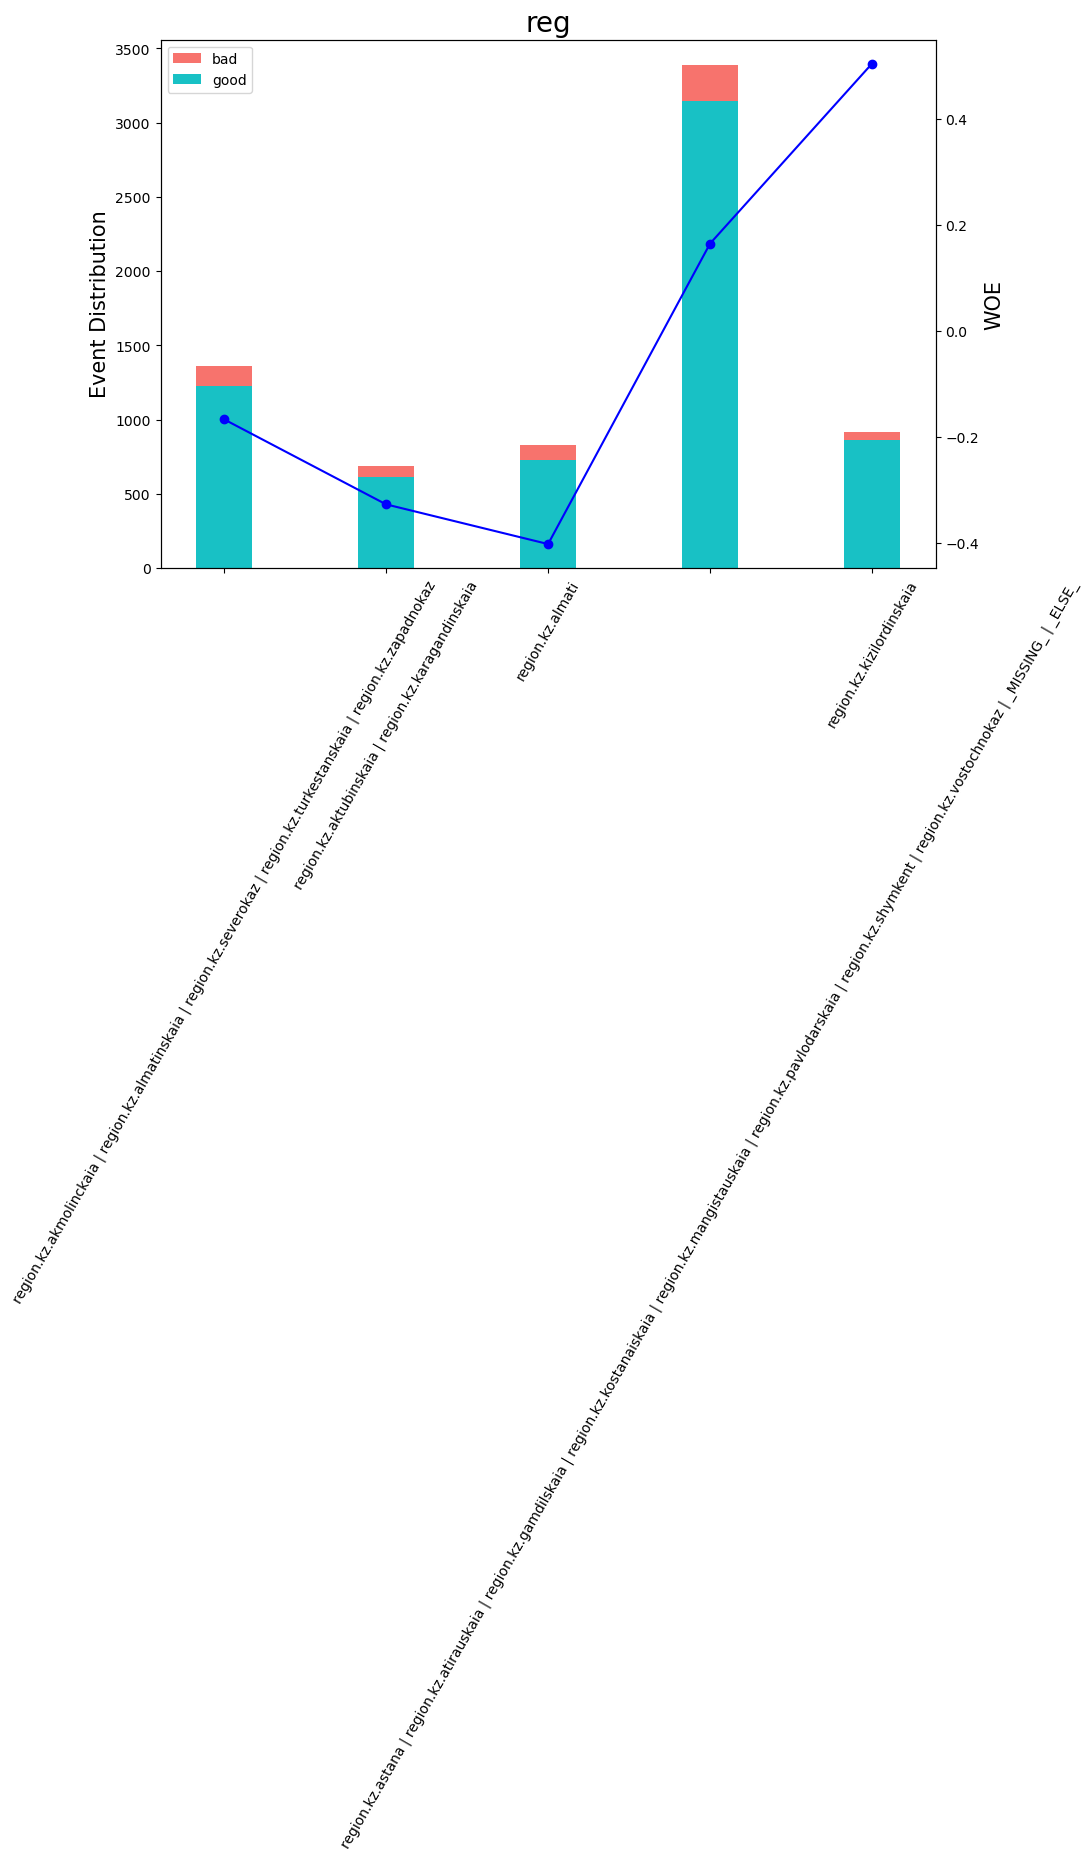 reg
bad
good
3500
3000
2500
2000
1500
1000
500
0
Event Distribution
0.4
0.2
0.0
−0.2
−0.4
WOE
region.kz.akmolinckaia | region.kz.almatinskaia | region.kz.severokaz | region.kz.turkestanskaia | region.kz.zapadnokaz
region.kz.aktubinskaia | region.kz.karagandinskaia
region.kz.almati
region.kz.astana | region.kz.atirauskaia | region.kz.gamdilskaia | region.kz.kostanaiskaia | region.kz.mangistauskaia | region.kz.pavlodarskaia | region.kz.shymkent | region.kz.vostochnokaz | _MISSING_ | _ELSE_
region.kz.kizilordinskaia